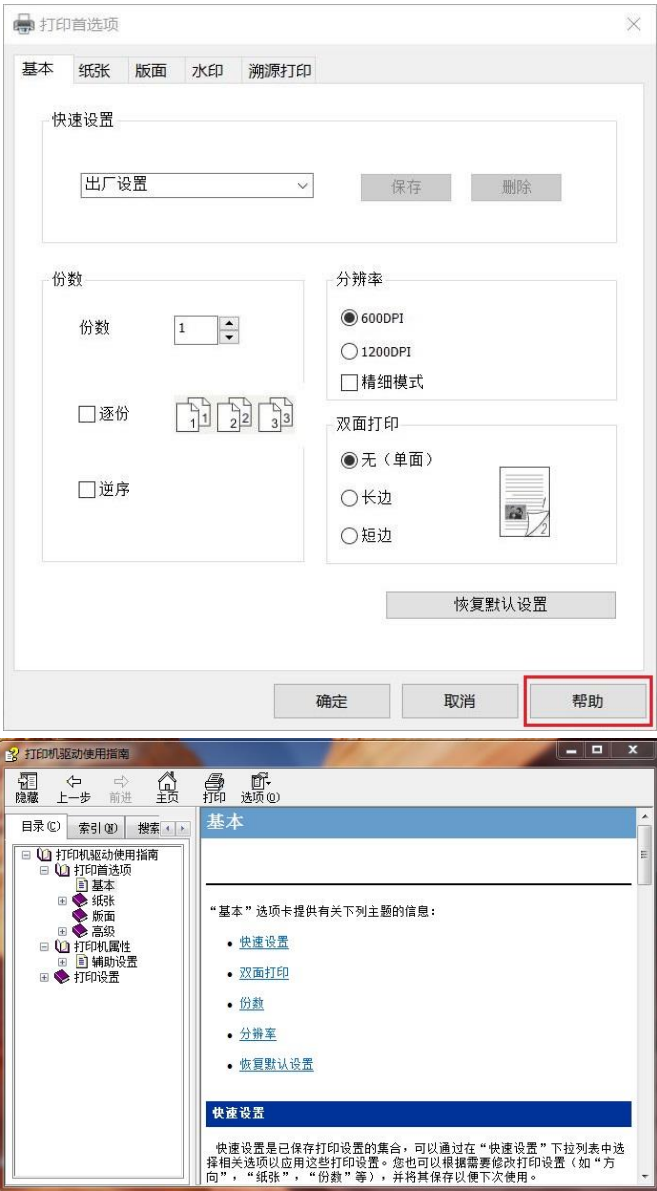 打印首选项
基本 纸张 版面 水印 溯源打印
快速设置
出厂设置
保存 删除
份数
份数 1
逐份
1 1 2 2 3 3
逆序
分辨率
600DPI
1200DPI
精细模式
双面打印
无（单面）
长边
短边
1
2
恢复默认设置
确定 取消 帮助
打印机驱动使用指南
隐藏 上一步 前进 主页 打印 选项(O)
目录(C) 索引(N) 搜索
打印机驱动使用指南
打印首选项
基本
纸张
版面
高级
打印机属性
辅助设置
打印设置
基本
“基本”选项卡提供有关下列主题的信息：
• 快速设置
• 双面打印
• 份数
• 分辨率
• 恢复默认设置
快速设置
快速设置是已保存打印设置的集合，可以通过在“快速设置”下拉列表中选
择相关选项以应用这些打印设置。您也可以根据需要修改打印设置（如“方
向”，“纸张”，“份数”等），并将其保存以便下次使用。